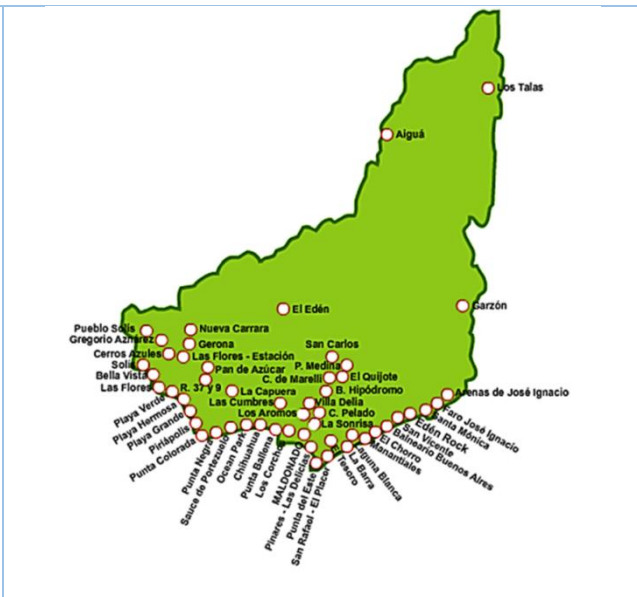 Los Talas
Aiguá
Garzón
El Edén
Pueblo Solís
Nueva Carrara
Gregorio Aznárez
Gerona
San Carlos
Cerros Azules
Las Flores - Estación
Solís
Pan de Azúcar
P. Medina
Bella Vista
C. de Marelli
El Quijote
Las Flores
R. 37 y 9
La Capuera
B. Hipódromo
Arenas de José Ignacio
Las Cumbres
Villa Delia
Los Aromos
C. Pelado
La Sonrisa
Playa Verde
Playa Hermosa
Playa Grande
Piriápolis
Punta Colorada
Punta Negra
Sauce de Portezuelo
Ocean Park
Chihuahua
Punta Ballena
Los Corchos
MALDONADO
Pinares - Las Delicias
Punta del Este
San Rafael - El Placer
El Tesoro
La Barra
Laguna Blanca
Manantiales
El Chorro
Balneario Buenos Aires
San Vicente
Edén Rock
Santa Mónica
Faro José Ignacio